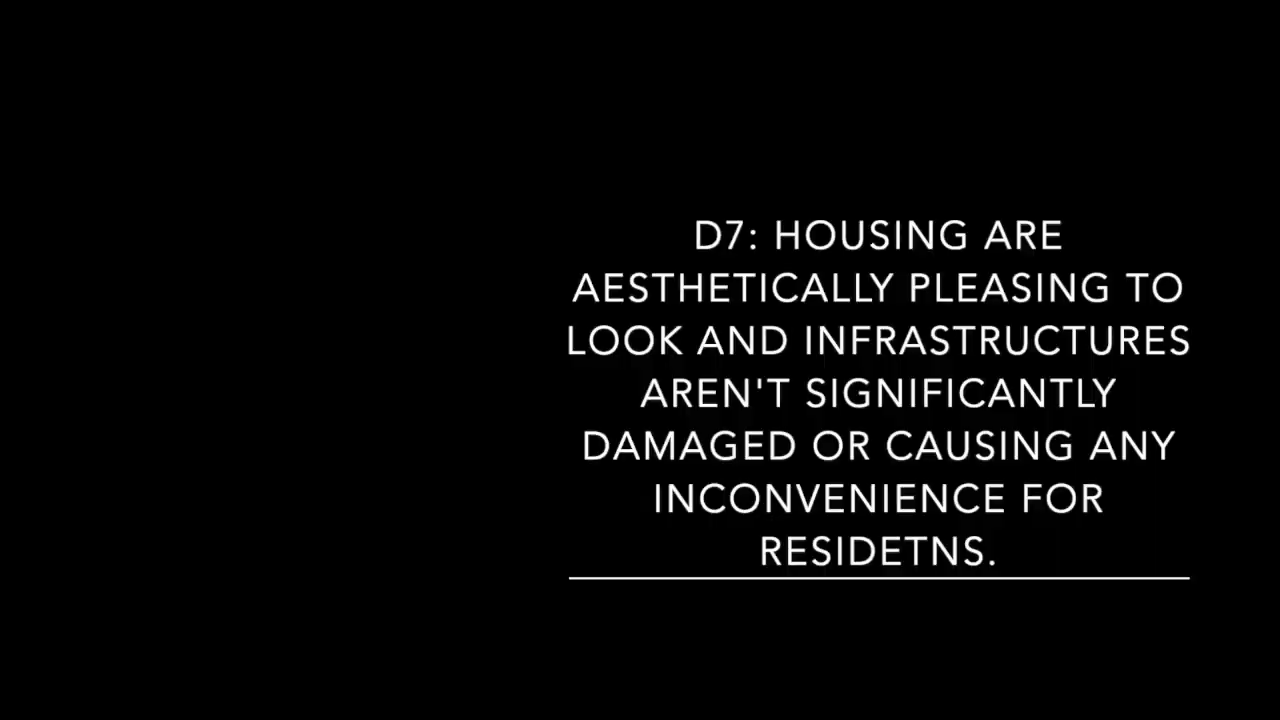 D7: HOUSING ARE
AESTHETICALLY PLEASING TO
LOOK AND INFRASTRUCTURES
AREN'T SIGNIFICANTLY
DAMAGED OR CAUSING ANY
INCONVENIENCE FOR
RESIDETNS.